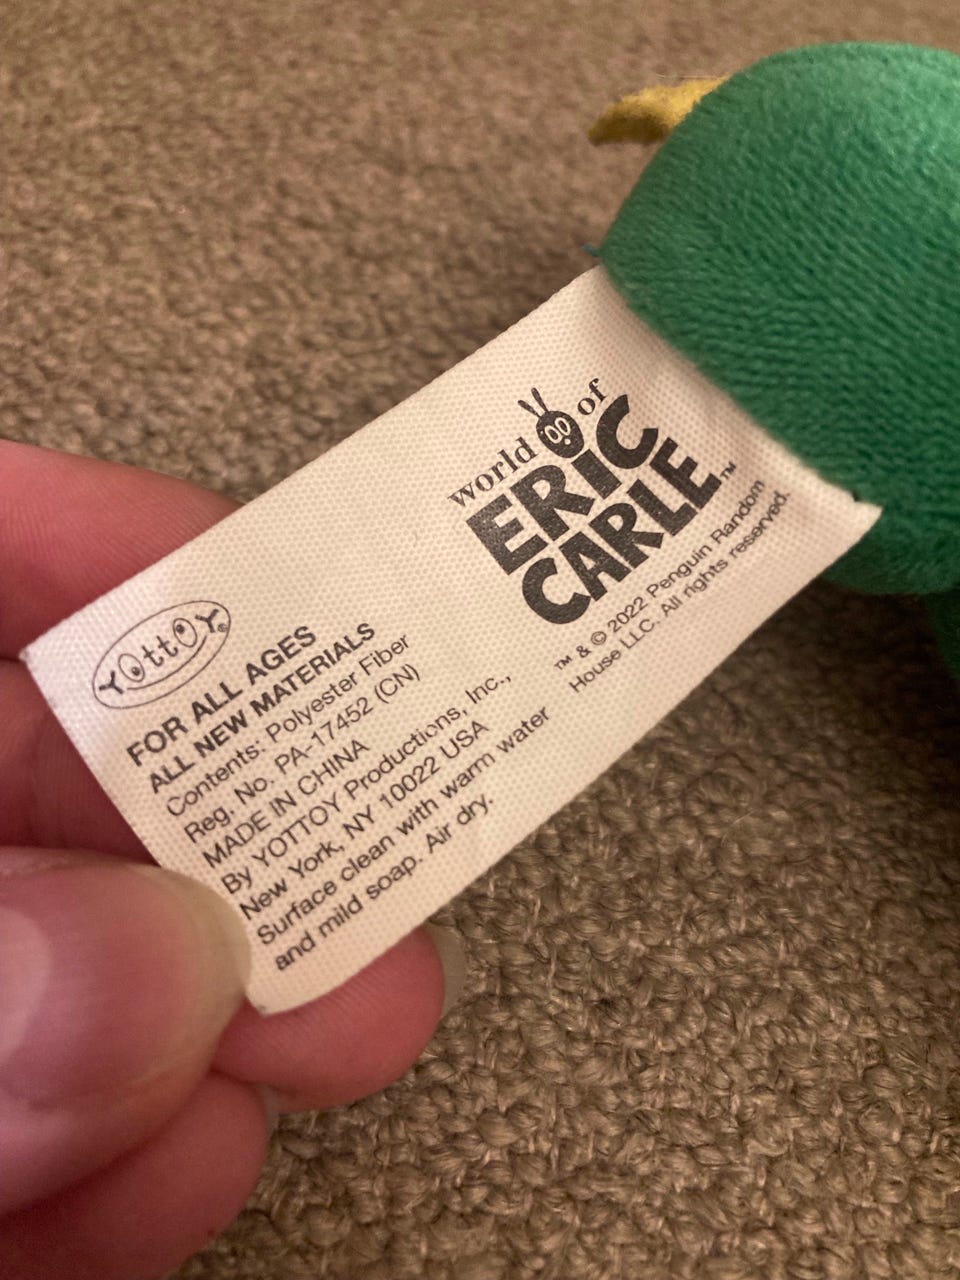 world of
ERIC
CARLE™
™ & © 2022 Penguin Random
House LLC. All rights reserved.
YOttOY®
FOR ALL AGES
ALL NEW MATERIALS
Contents: Polyester Fiber
Reg. No. PA-17452 (CN)
MADE IN CHINA
By YOTTOY Productions, Inc.,
New York, NY 10022 USA
Surface clean with warm water
and mild soap. Air dry.